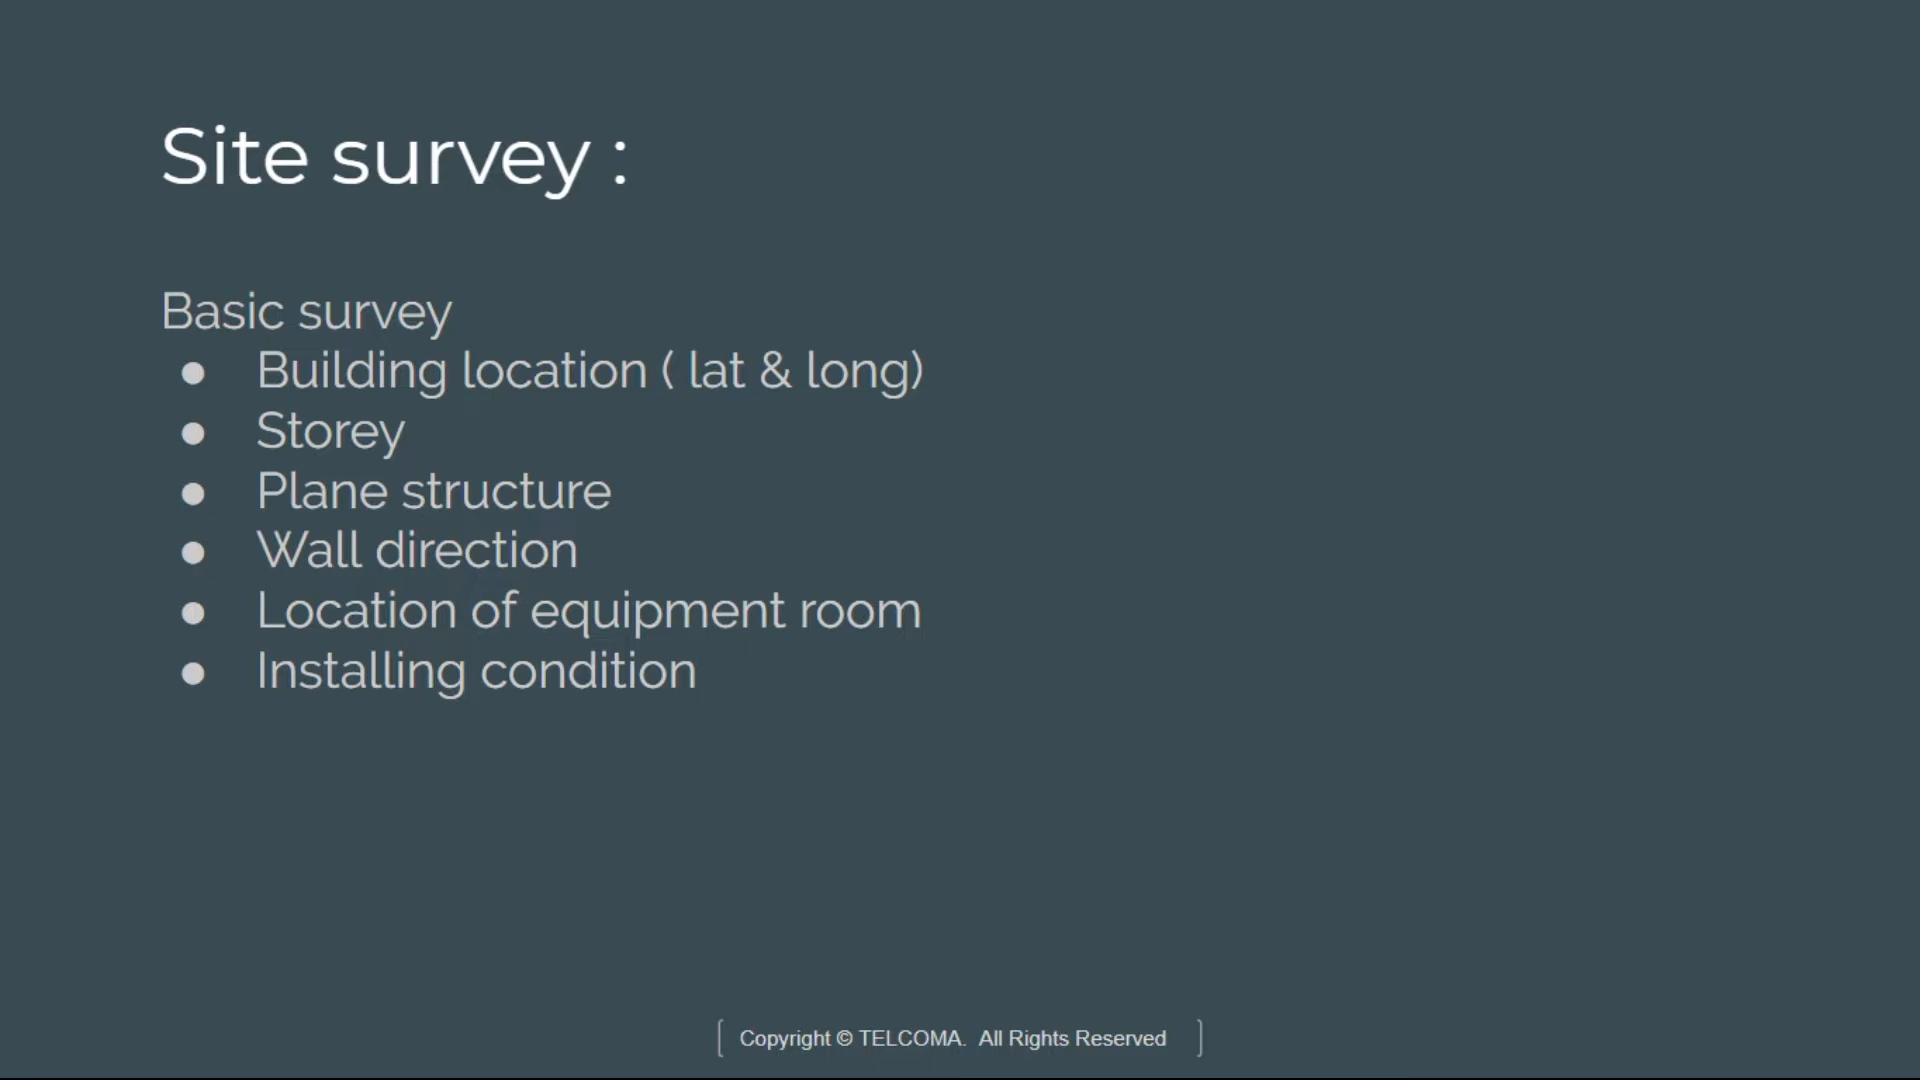 Site survey :
Basic survey
● Building location ( lat & long)
● Storey
● Plane structure
● Wall direction
● Location of equipment room
● Installing condition
Copyright © TELCOMA. All Rights Reserved